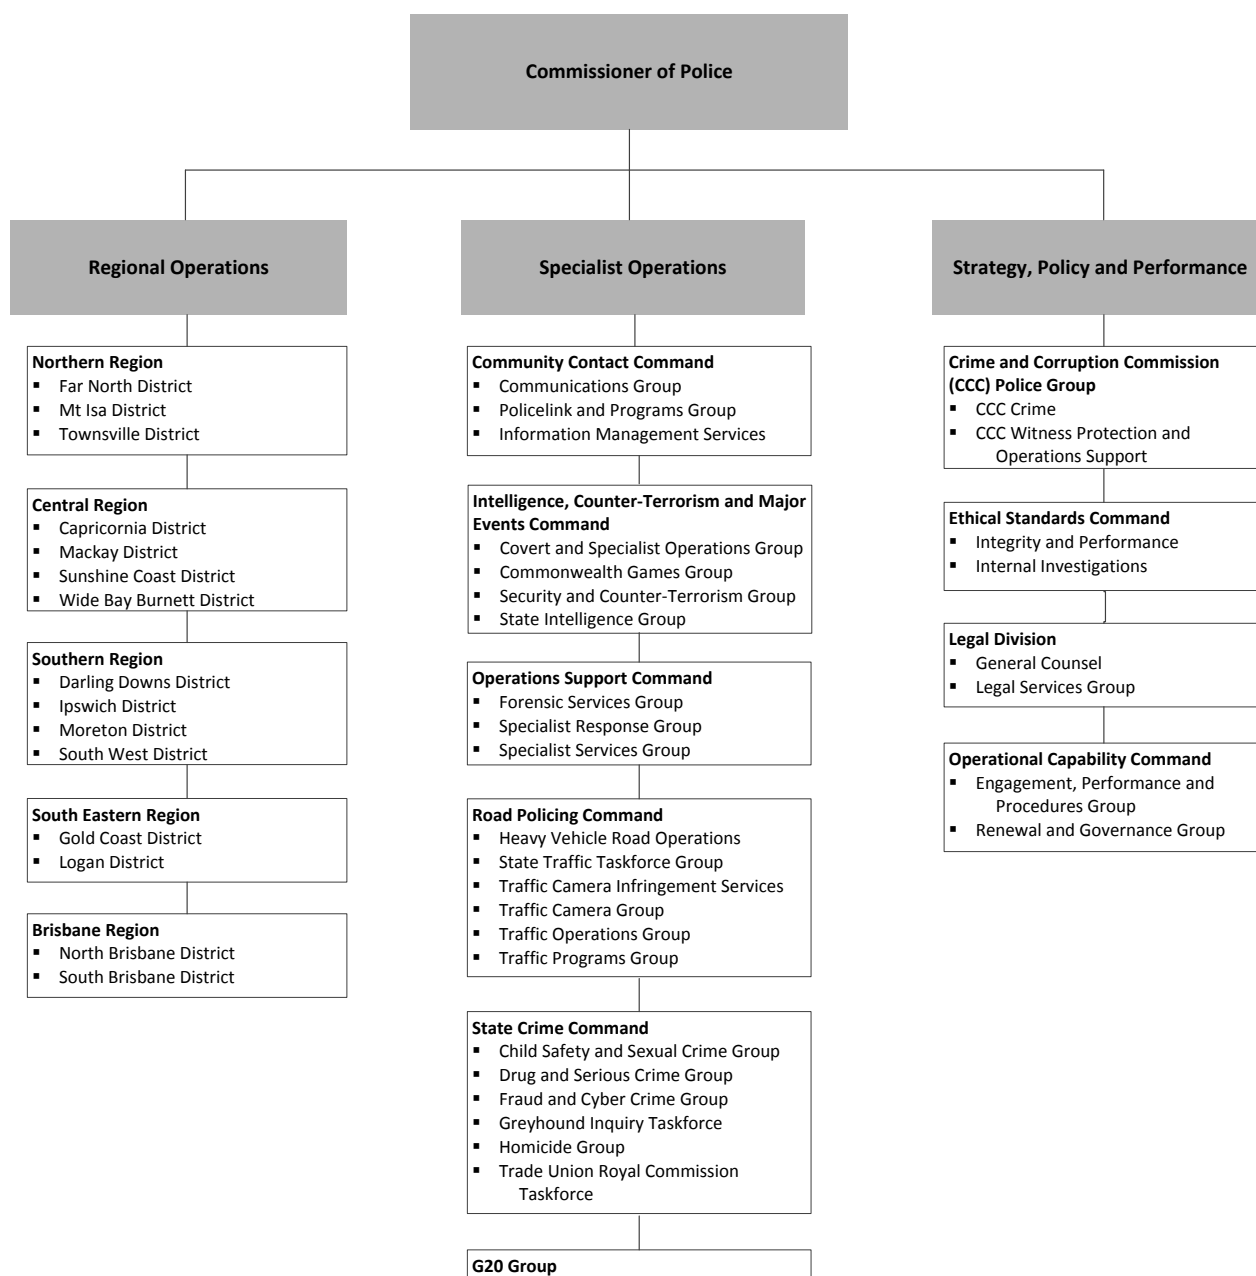 Commissioner of Police
Regional Operations
Northern Region
▪ Far North District
▪ Mt Isa District
▪ Townsville District
Central Region
▪ Capricornia District
▪ Mackay District
▪ Sunshine Coast District
▪ Wide Bay Burnett District
Southern Region
▪ Darling Downs District
▪ Ipswich District
▪ Moreton District
▪ South West District
South Eastern Region
▪ Gold Coast District
▪ Logan District
Brisbane Region
▪ North Brisbane District
▪ South Brisbane District
Specialist Operations
Community Contact Command
▪ Communications Group
▪ Policelink and Programs Group
▪ Information Management Services
Intelligence, Counter-Terrorism and Major
Events Command
▪ Covert and Specialist Operations Group
▪ Commonwealth Games Group
▪ Security and Counter-Terrorism Group
▪ State Intelligence Group
Operations Support Command
▪ Forensic Services Group
▪ Specialist Response Group
▪ Specialist Services Group
Road Policing Command
▪ Heavy Vehicle Road Operations
▪ State Traffic Taskforce Group
▪ Traffic Camera Infringement Services
▪ Traffic Camera Group
▪ Traffic Operations Group
▪ Traffic Programs Group
State Crime Command
▪ Child Safety and Sexual Crime Group
▪ Drug and Serious Crime Group
▪ Fraud and Cyber Crime Group
▪ Greyhound Inquiry Taskforce
▪ Homicide Group
▪ Trade Union Royal Commission
Taskforce
G20 Group
Strategy, Policy and Performance
Crime and Corruption Commission
(CCC) Police Group
▪ CCC Crime
▪ CCC Witness Protection and
Operations Support
Ethical Standards Command
▪ Integrity and Performance
▪ Internal Investigations
Legal Division
▪ General Counsel
▪ Legal Services Group
Operational Capability Command
▪ Engagement, Performance and
Procedures Group
▪ Renewal and Governance Group